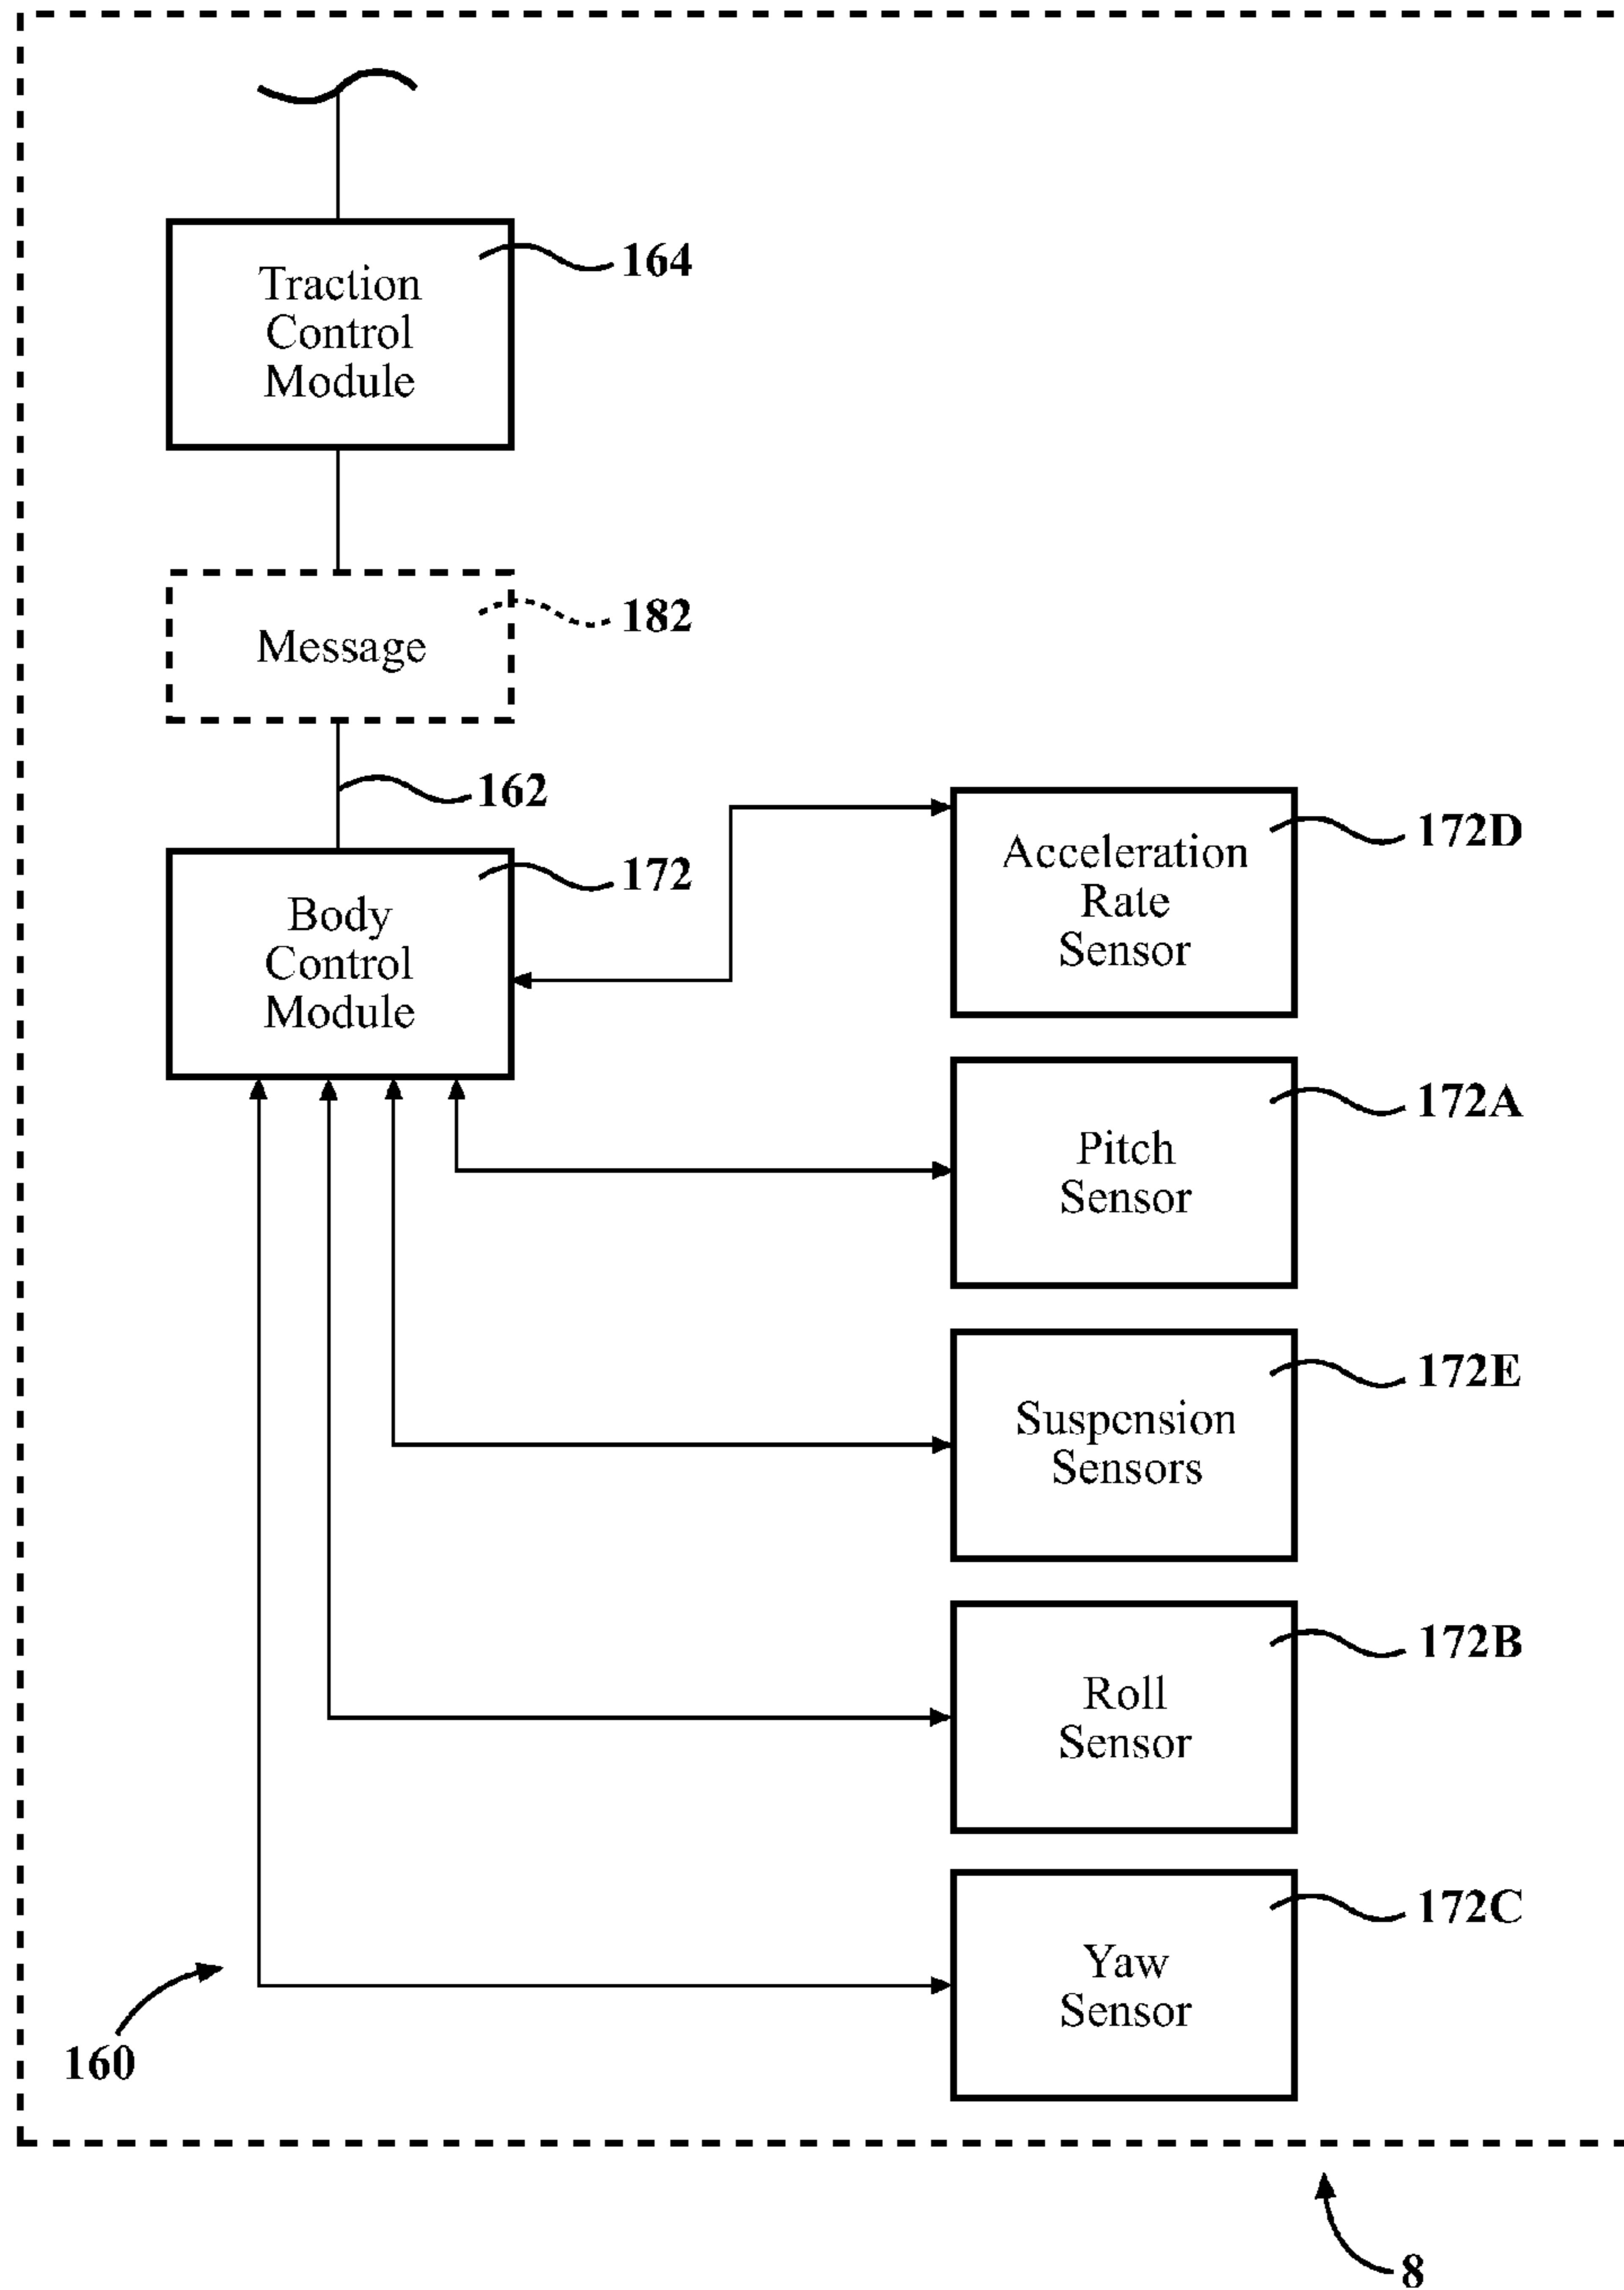 164
Traction
Control
Module
182
Message
162
172
Body
Control
Module
172D
Acceleration
Rate
Sensor
172A
Pitch
Sensor
172E
Suspension
Sensors
172B
Roll
Sensor
172C
Yaw
Sensor
160
8